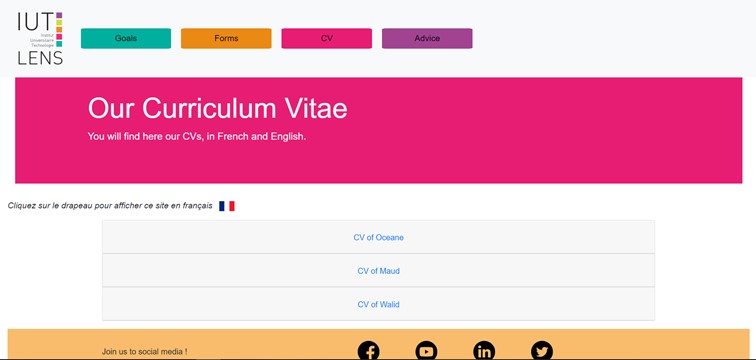 IUT
Institut
Universitaire
Technologie
LENS
Goals
Forms
CV
Advice
Our Curriculum Vitae
You will find here our CVs, in French and English.
Cliquez sur le drapeau pour afficher ce site en français
CV of Oceane
CV of Maud
CV of Walid
Join us to social media !